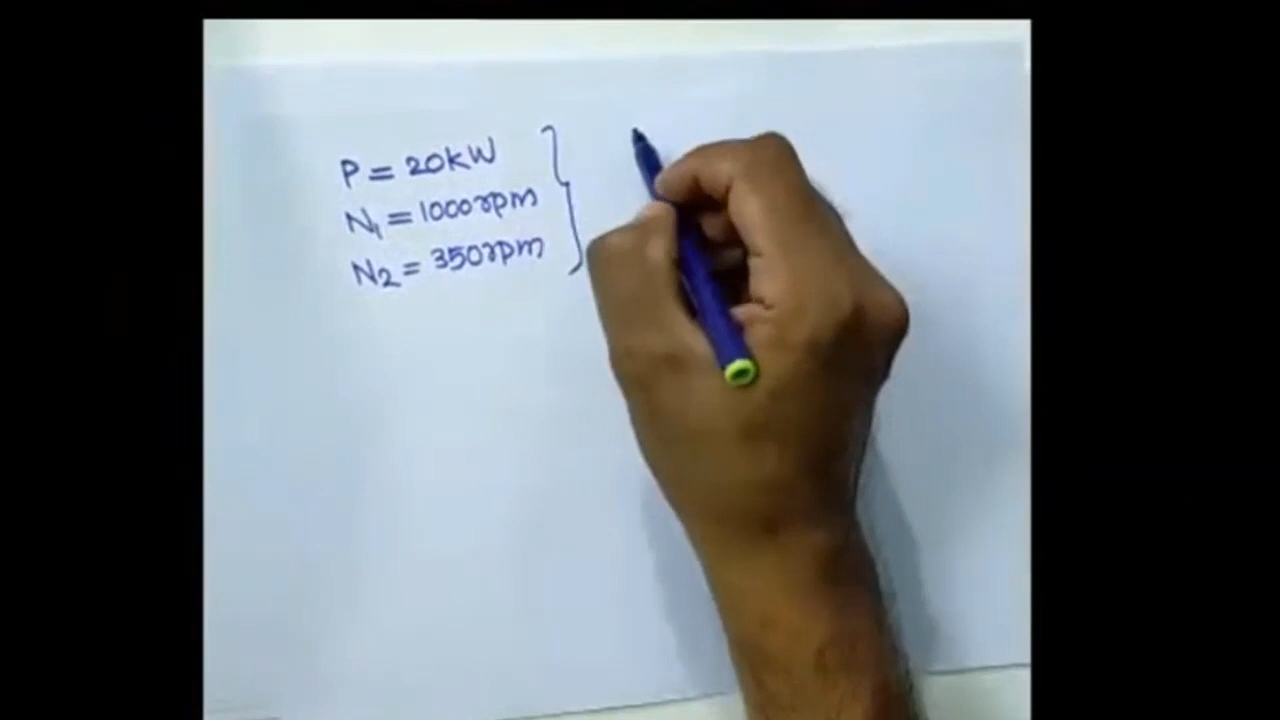 P = 20kW
N1 = 1000rpm
N2 = 350rpm